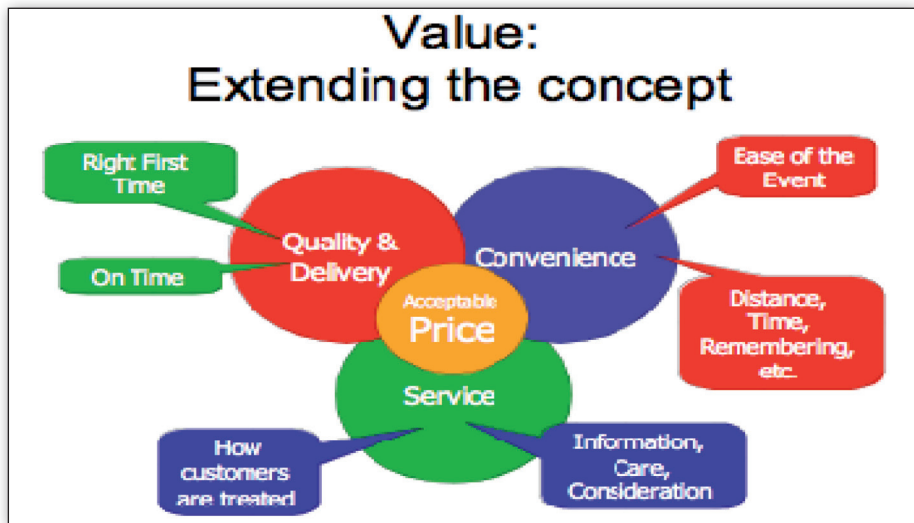 Value:
Extending the concept
Right First
Time
On Time
Quality &
Delivery
Convenience
Ease of the
Event
Distance,
Time,
Remembering,
etc.
Acceptable
Price
Service
How
customers
are treated
Information,
Care,
Consideration